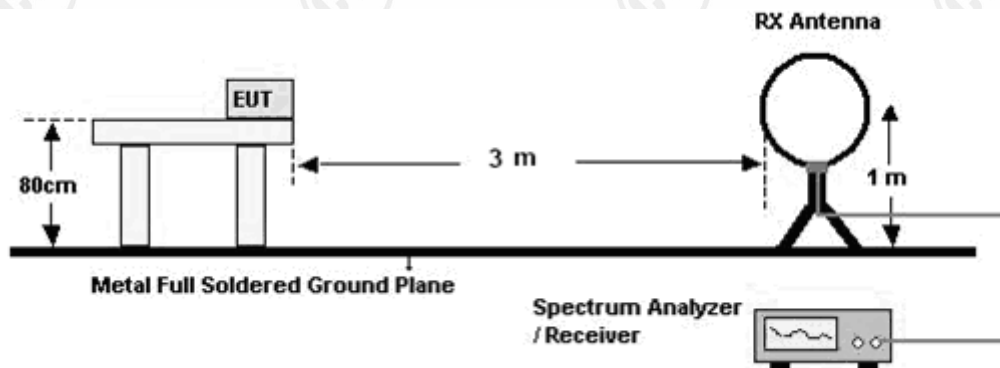 RX Antenna
EUT
80cm
3 m
1 m
Metal Full Soldered Ground Plane
Spectrum Analyzer
/ Receiver